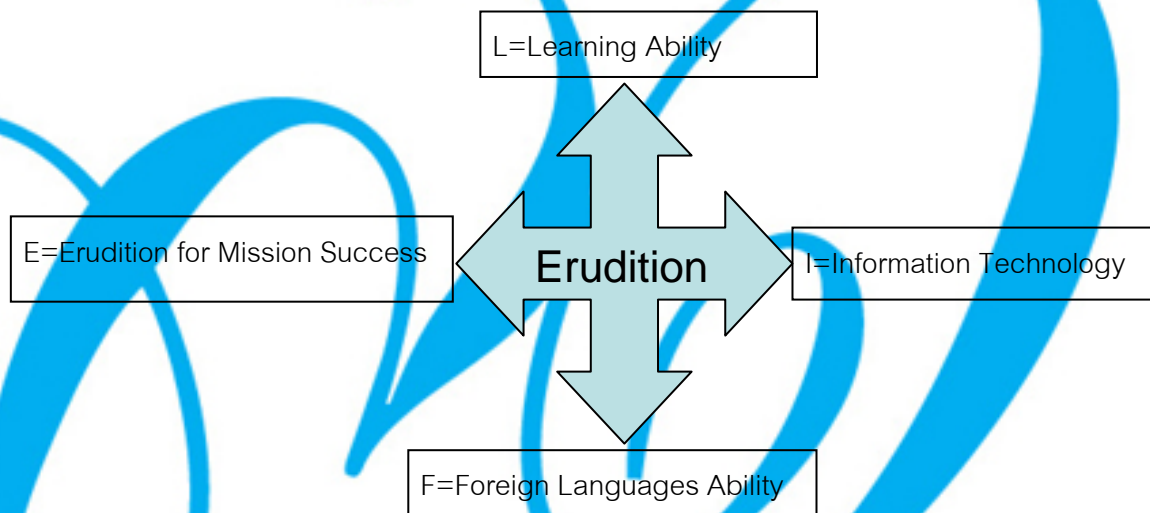 L=Learning Ability
E=Erudition for Mission Success
Erudition
I=Information Technology
F=Foreign Languages Ability